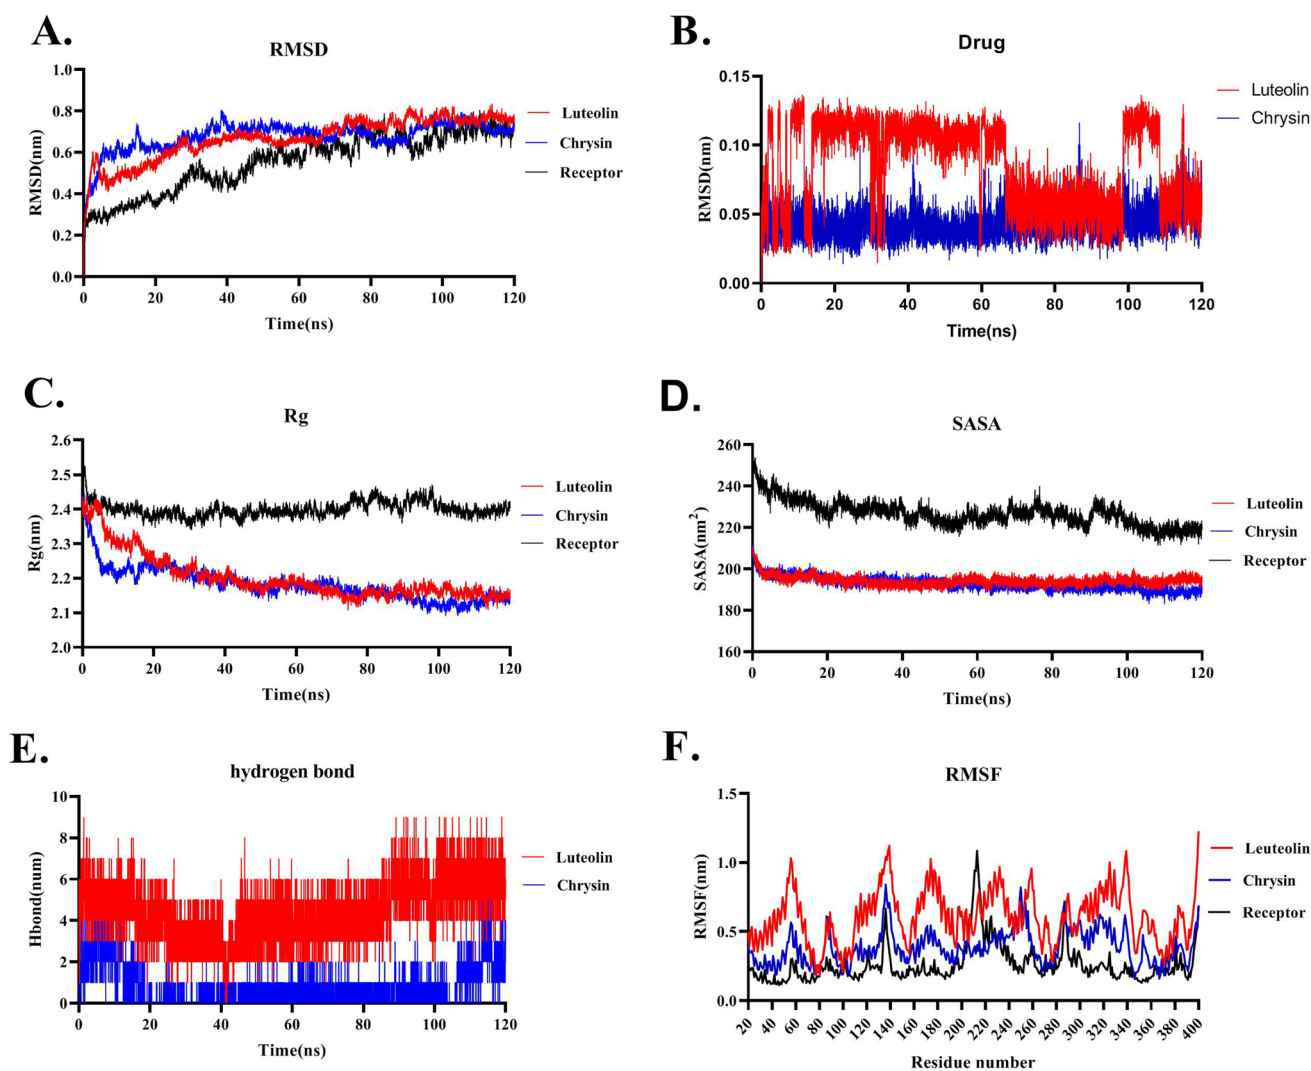 A.
RMSD
1.0
0.8
0.6
0.4
0.2
0.0
RMSD(nm)
0 20 40 60 80 100 120
Time(ns)
Luteolin
Chrysin
Receptor
B.
Drug
0.15
0.10
0.05
0.00
RMSD(nm)
0 20 40 60 80 100 120
Time(ns)
Luteolin
Chrysin
C.
Rg
2.6
2.5
2.4
2.3
2.2
2.1
2.0
Rg(nm)
0 20 40 60 80 100 120
Time(ns)
Luteolin
Chrysin
Receptor
D.
SASA
260
240
220
200
180
160
SASA(nm²)
0 20 40 60 80 100 120
Time(ns)
Luteolin
Chrysin
Receptor
E.
hydrogen bond
10
8
6
4
2
0
Hbond(num)
0 20 40 60 80 100 120
Time(ns)
Luteolin
Chrysin
F.
RMSF
1.5
1.0
0.5
0.0
RMSF(nm)
20 40 60 80 100 120 140 160 180 200 220 240 260 280 300 320 340 360 380 400
Residue number
Leuteolin
Chrysin
Receptor